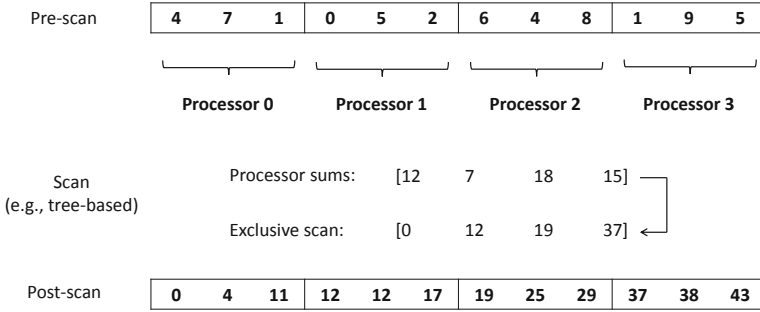 Pre-scan 4 7 1 0 5 2 6 4 8 1 9 5
Processor 0 Processor 1 Processor 2 Processor 3
Scan
(e.g., tree-based)
Processor sums: [12 7 18 15]
Exclusive scan: [0 12 19 37]
Post-scan 0 4 11 12 12 17 19 25 29 37 38 43